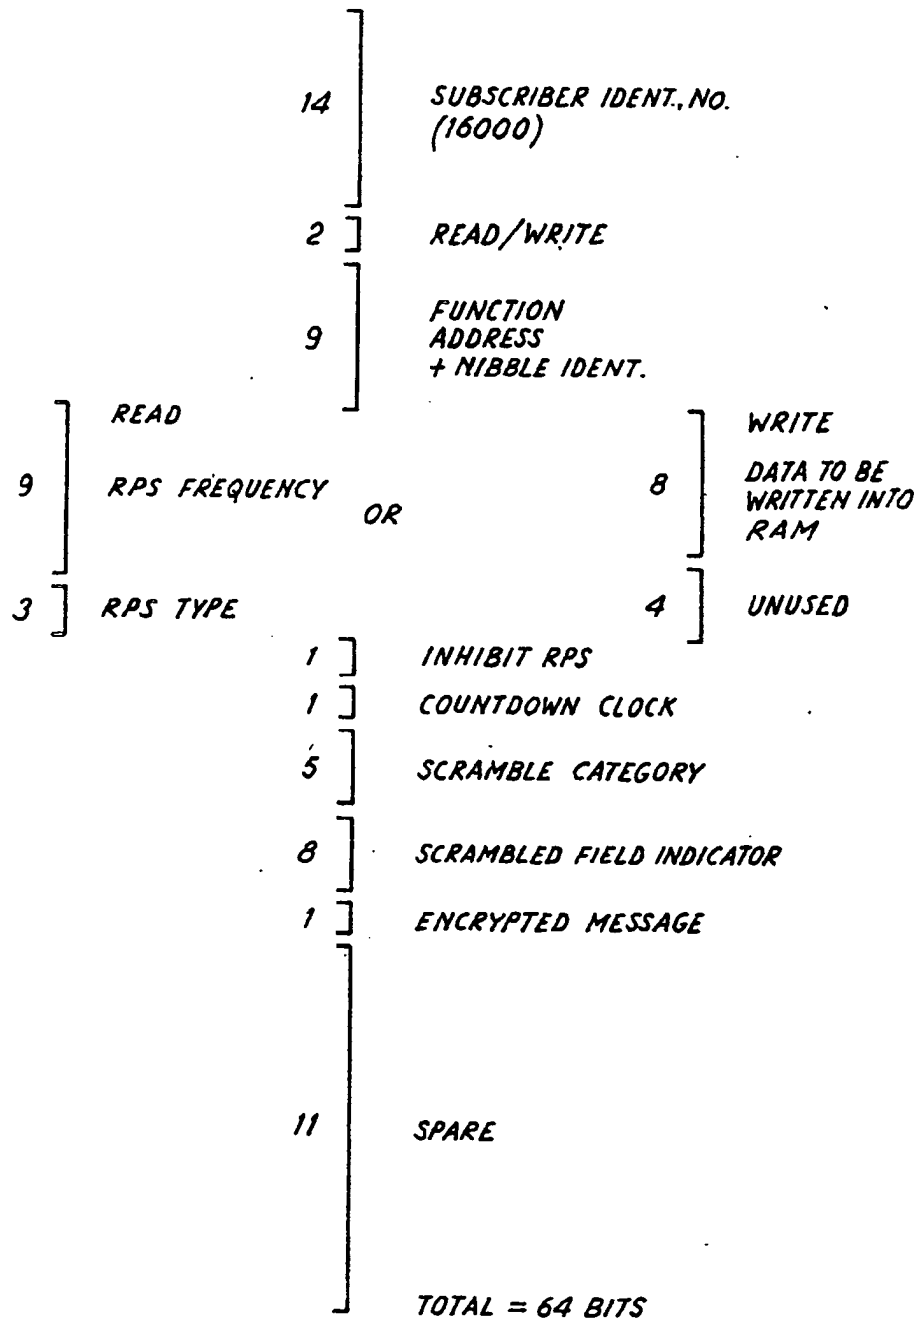 14
SUBSCRIBER IDENT., NO.
(16000)
2
READ/WRITE
9
FUNCTION
ADDRESS
+ NIBBLE IDENT.
READ
9
RPS FREQUENCY
3
RPS TYPE
OR
WRITE
8
DATA TO BE
WRITTEN INTO
RAM
4
UNUSED
1
INHIBIT RPS
1
COUNTDOWN CLOCK
5
SCRAMBLE CATEGORY
8
SCRAMBLED FIELD INDICATOR
1
ENCRYPTED MESSAGE
11
SPARE
TOTAL = 64 BITS